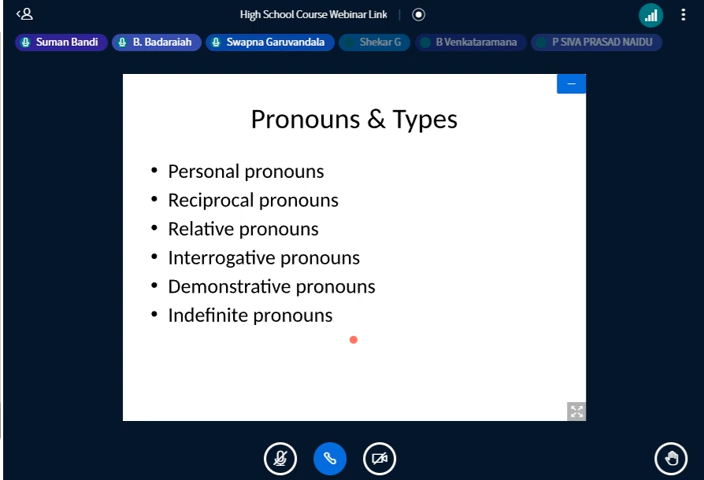 High School Course Webinar Link
Suman Bandi B. Badaraiah Swapna Garuvandala Shekar G B Venkataramana P SIVA PRASAD NAIDU
Pronouns & Types
• Personal pronouns
• Reciprocal pronouns
• Relative pronouns
• Interrogative pronouns
• Demonstrative pronouns
• Indefinite pronouns